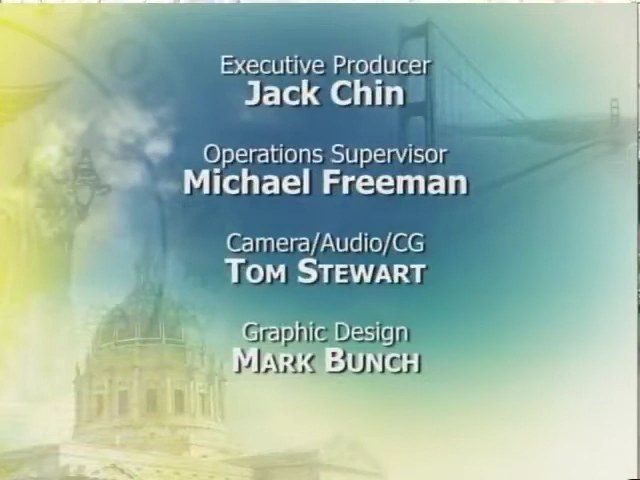 Executive Producer
Jack Chin
Operations Supervisor
Michael Freeman
Camera/Audio/CG
TOM STEWART
Graphic Design
MARK BUNCH